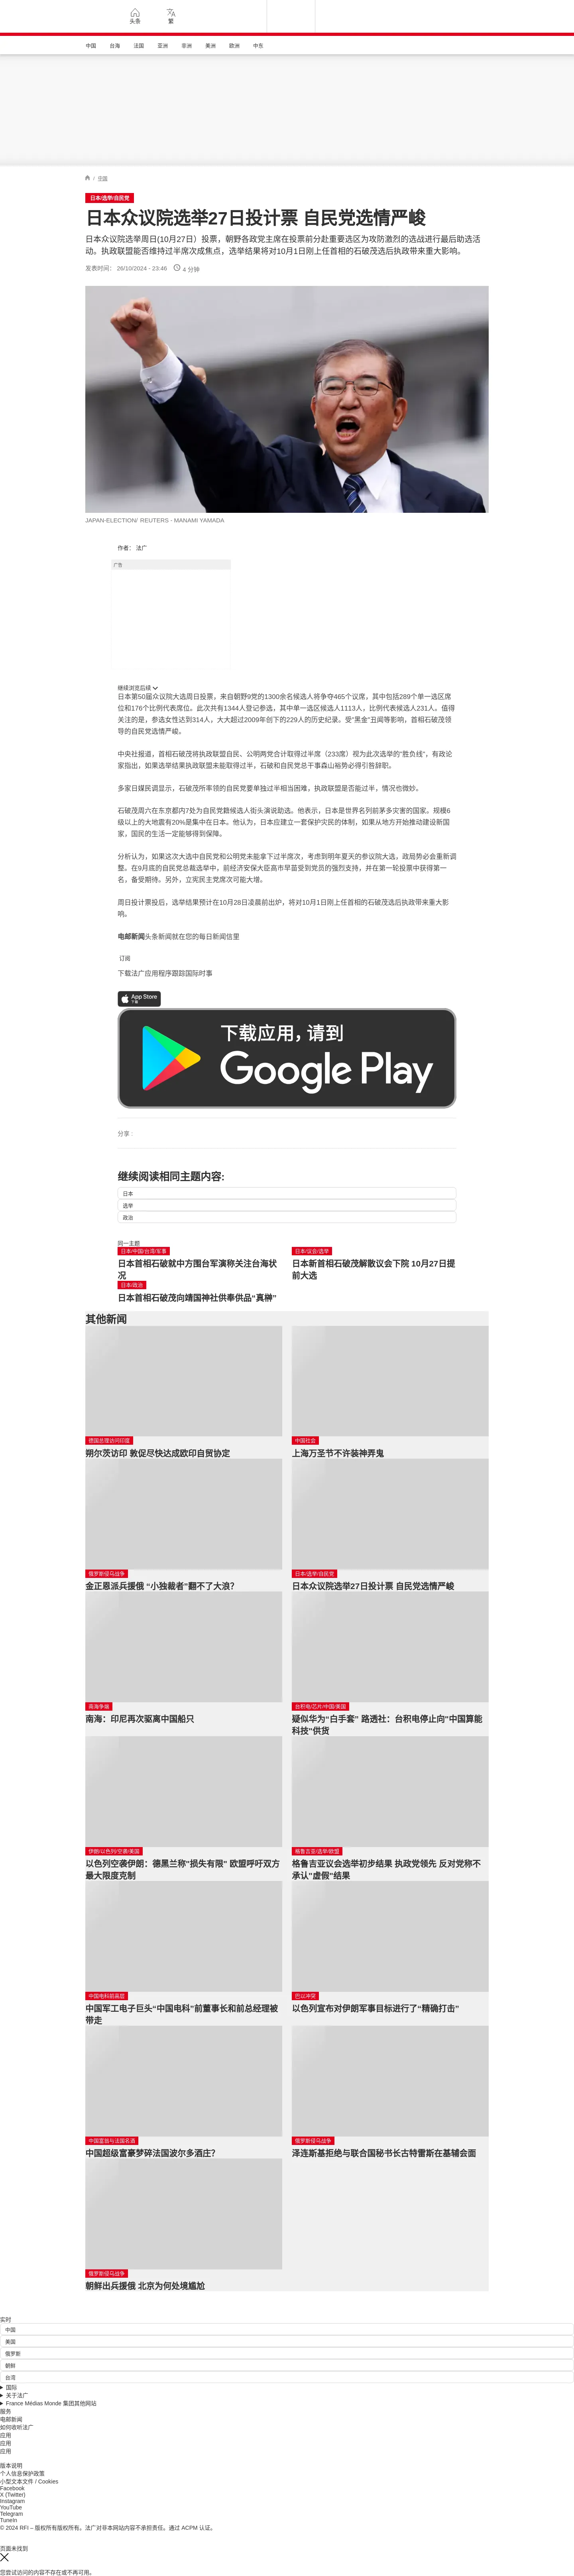 头条
繁
中国
台湾
法国
亚洲
非洲
美洲
欧洲
中东
/ 中国
日本/选举/自民党
日本众议院选举27日投计票 自民党选情严峻
日本众议院选举周日(10月27日）投票，朝野各政党主席在投票前分赴重要选区为攻防激烈的选战进行最后助选活动。执政联盟能否维持过半席次成焦点，选举结果将对10月1日刚上任首相的石破茂选后执政带来重大影响。
发表时间： 26/10/2024 - 23:46
4 分钟
JAPAN-ELECTION/ REUTERS - MANAMI YAMADA
作者： 法广
广告
继续浏览后续
日本第50届众议院大选周日投票，来自朝野9党的1300余名候选人将争夺465个议席，其中包括289个单一选区席位和176个比例代表席位。此次共有1344人登记参选，其中单一选区候选人1113人，比例代表候选人231人。值得关注的是，参选女性达到314人，大大超过2009年创下的229人的历史纪录。受"黑金"丑闻等影响，首相石破茂领导的自民党选情严峻。
中央社报道，首相石破茂将执政联盟自民、公明两党合计取得过半席（233席）视为此次选举的"胜负线"，有政论家指出，如果选举结果执政联盟未能取得过半，石破和自民党总干事森山裕势必得引咎辞职。
多家日媒民调显示，石破茂所率领的自民党要单独过半相当困难，执政联盟是否能过半，情况也微妙。
石破茂周六在东京都内7处为自民党籍候选人街头演说助选。他表示，日本是世界名列前茅多灾害的国家。规模6级以上的大地震有20%是集中在日本。他认为，日本应建立一套保护灾民的体制，如果从地方开始推动建设新国家，国民的生活一定能够得到保障。
分析认为，如果这次大选中自民党和公明党未能拿下过半席次，考虑到明年夏天的参议院大选，政局势必会重新调整。在9月底的自民党总裁选举中，前经济安保大臣高市早苗受到党员的强烈支持，并在第一轮投票中获得第一名，备受期待。另外，立宪民主党席次可能大增。
周日投计票投后，选举结果预计在10月28日凌晨前出炉，将对10月1日刚上任首相的石破茂选后执政带来重大影响。
电邮新闻头条新闻就在您的每日新闻信里
订阅
下载法广应用程序跟踪国际时事
App Store
下载
下载应用，请到
Google Play
分享 :
继续阅读相同主题内容:
日本
选举
政治
同一主题
日本/中国/台湾/军事
日本首相石破就中方围台军演称关注台海状况
日本/议会/选举
日本新首相石破茂解散议会下院 10月27日提前大选
日本/政治
日本首相石破茂向靖国神社供奉供品“真榊”
其他新闻
德国总理访问印度
朔尔茨访印 敦促尽快达成欧印自贸协定
中国社会
上海万圣节不许装神弄鬼
俄罗斯侵乌战争
金正恩派兵援俄 “小独裁者”翻不了大浪？
日本/选举/自民党
日本众议院选举27日投计票 自民党选情严峻
南海争端
南海：印尼再次驱离中国船只
台积电/芯片/中国/美国
疑似华为“白手套” 路透社：台积电停止向"中国算能科技"供货
伊朗/以色列/空袭/美国
以色列空袭伊朗：德黑兰称"损失有限" 欧盟呼吁双方最大限度克制
格鲁吉亚/选举/欧盟
格鲁吉亚议会选举初步结果 执政党领先 反对党称不承认"虚假"结果
中国电科前高层
中国军工电子巨头“中国电科”前董事长和前总经理被带走
巴以冲突
以色列宣布对伊朗军事目标进行了“精确打击”
中国富翁与法国名酒
中国超级富豪梦碎法国波尔多酒庄？
俄罗斯侵乌战争
泽连斯基拒绝与联合国秘书长古特雷斯在基辅会面
俄罗斯侵乌战争
朝鲜出兵援俄 北京为何处境尴尬
实时
中国
美国
俄罗斯
朝鲜
台湾
国际
关于法广
France Médias Monde 集团其他网站
服务
电邮新闻
如何收听法广
应用
应用
应用
版本说明
个人信息保护政策
小型文本文件 / Cookies
Facebook
X (Twitter)
Instagram
YouTube
Telegram
TuneIn
© 2024 RFI – 版权所有版权所有。法广对非本网站内容不承担责任。通过 ACPM 认证。
页面未找到
您尝试访问的内容不存在或不再可用。